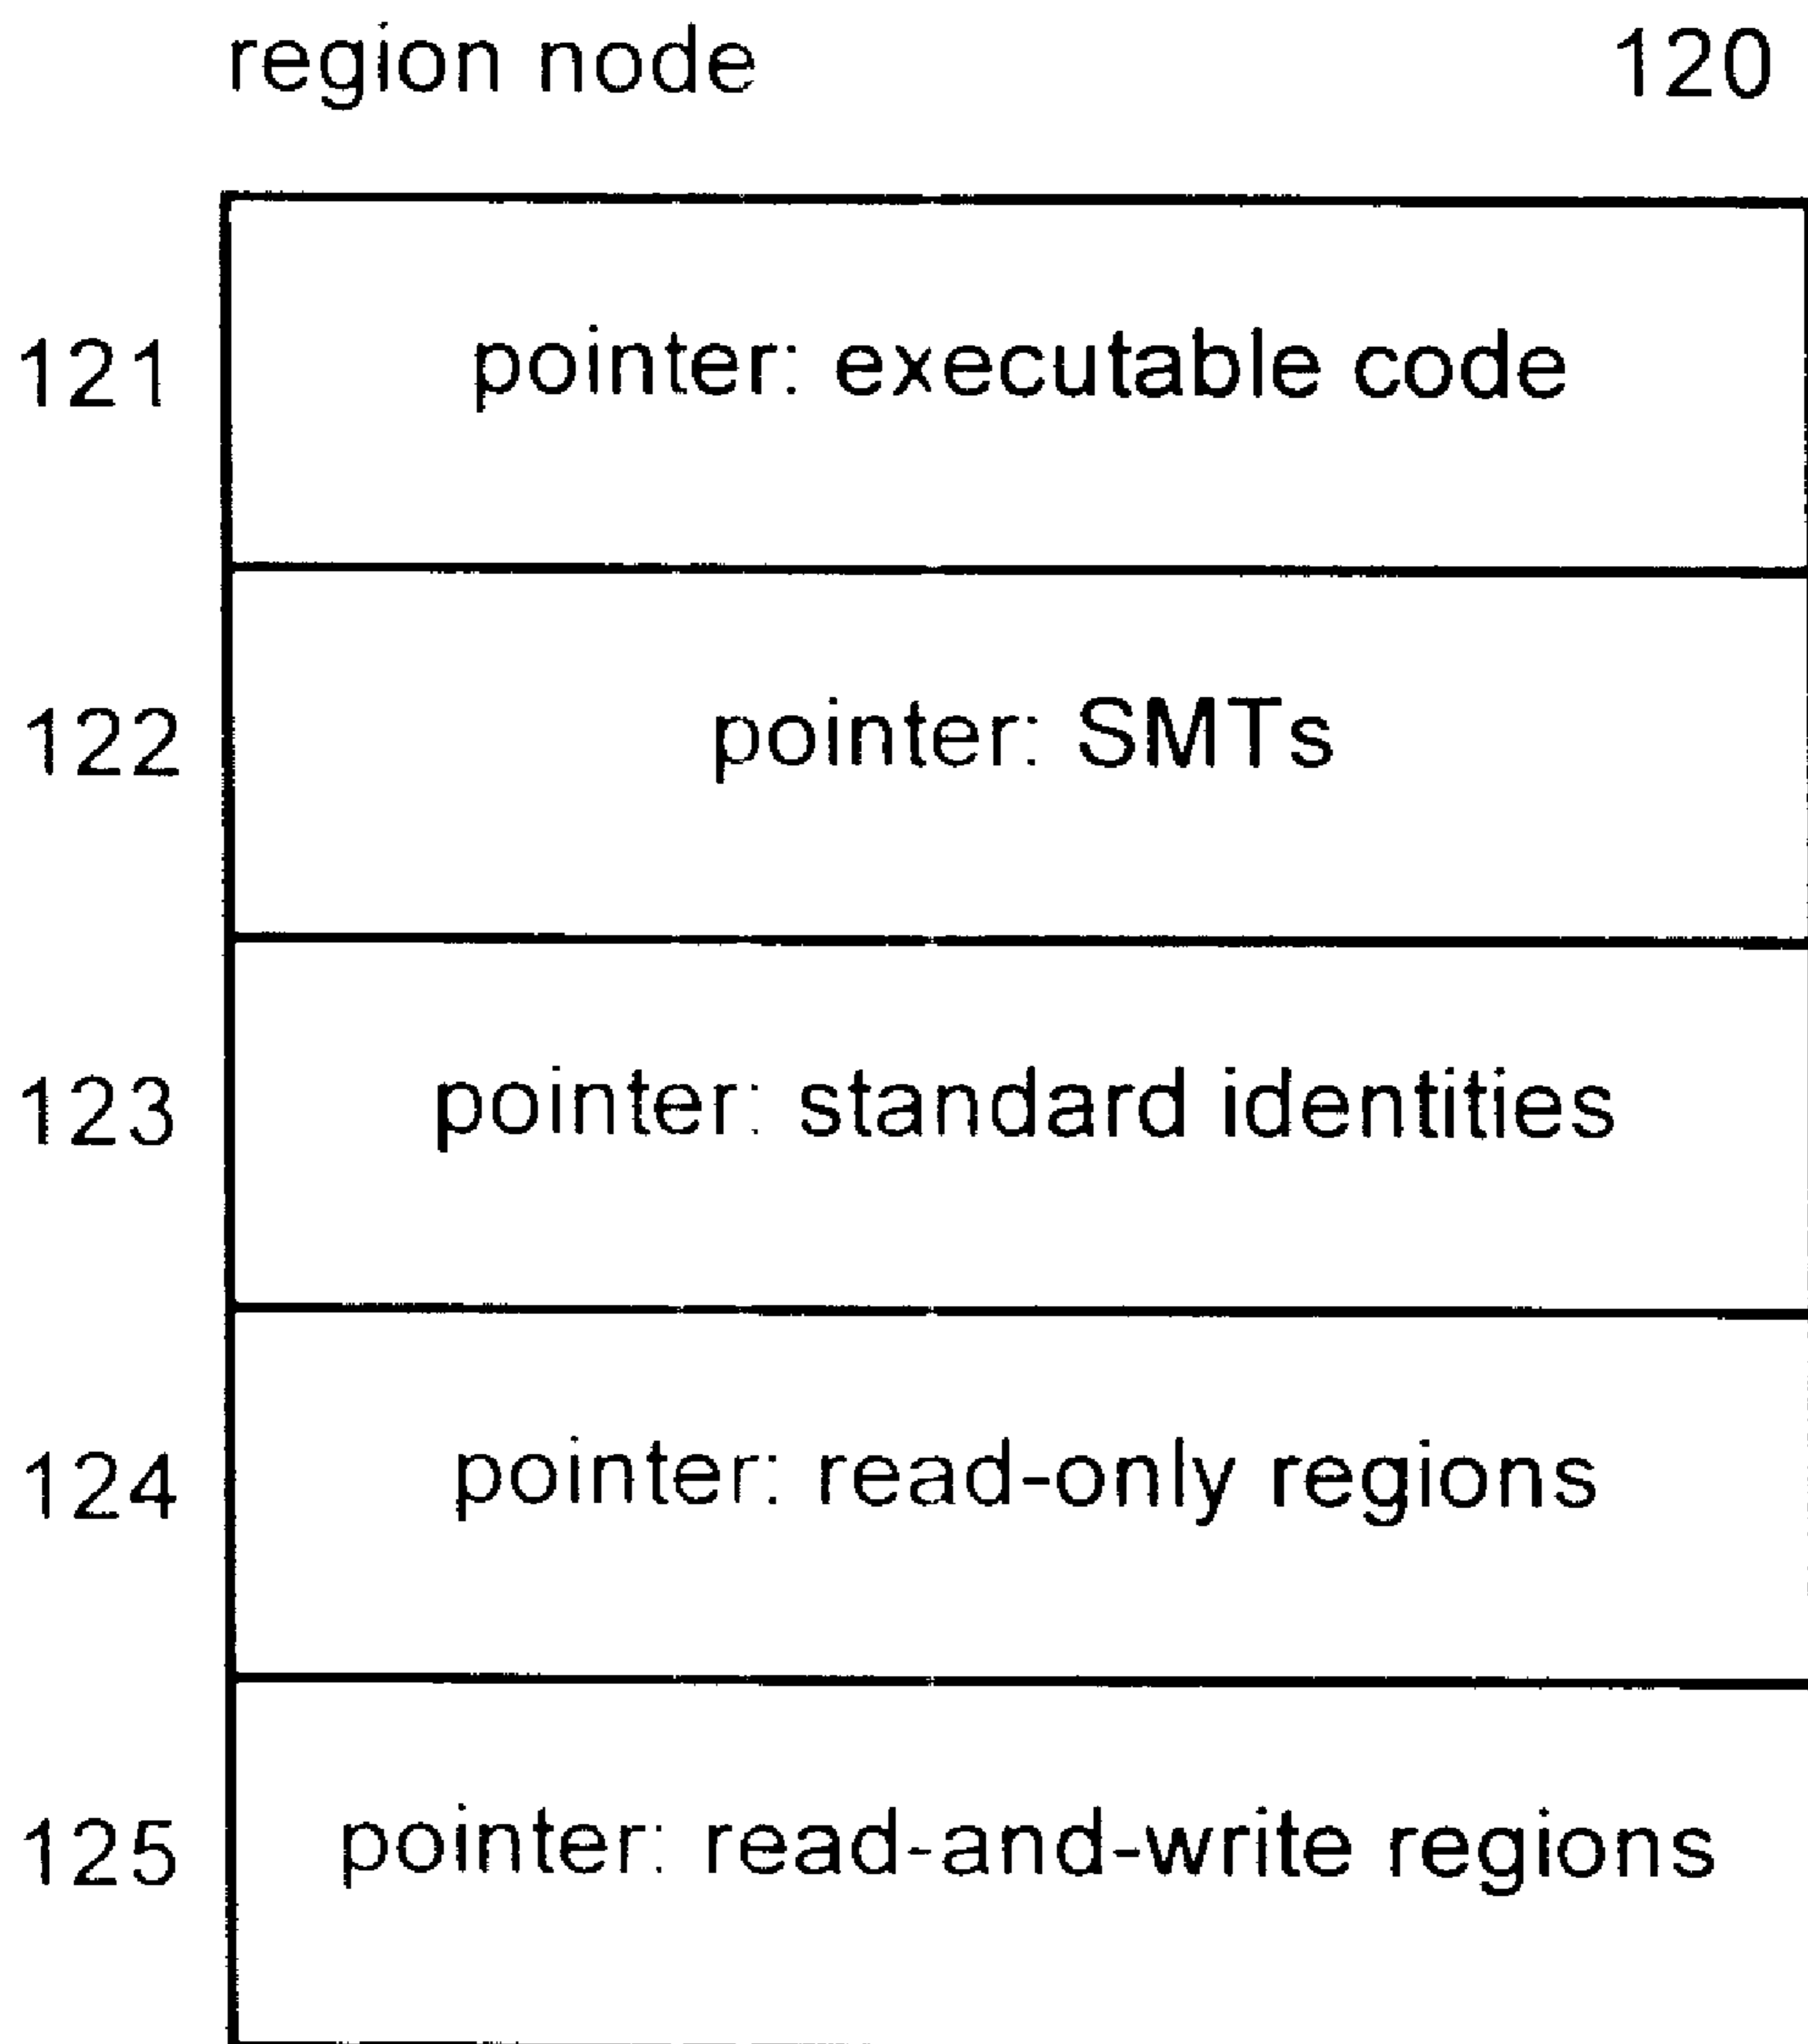 region node 120
121 pointer: executable code
122 pointer: SMTs
123 pointer: standard identities
124 pointer: read-only regions
125 pointer: read-and-write regions